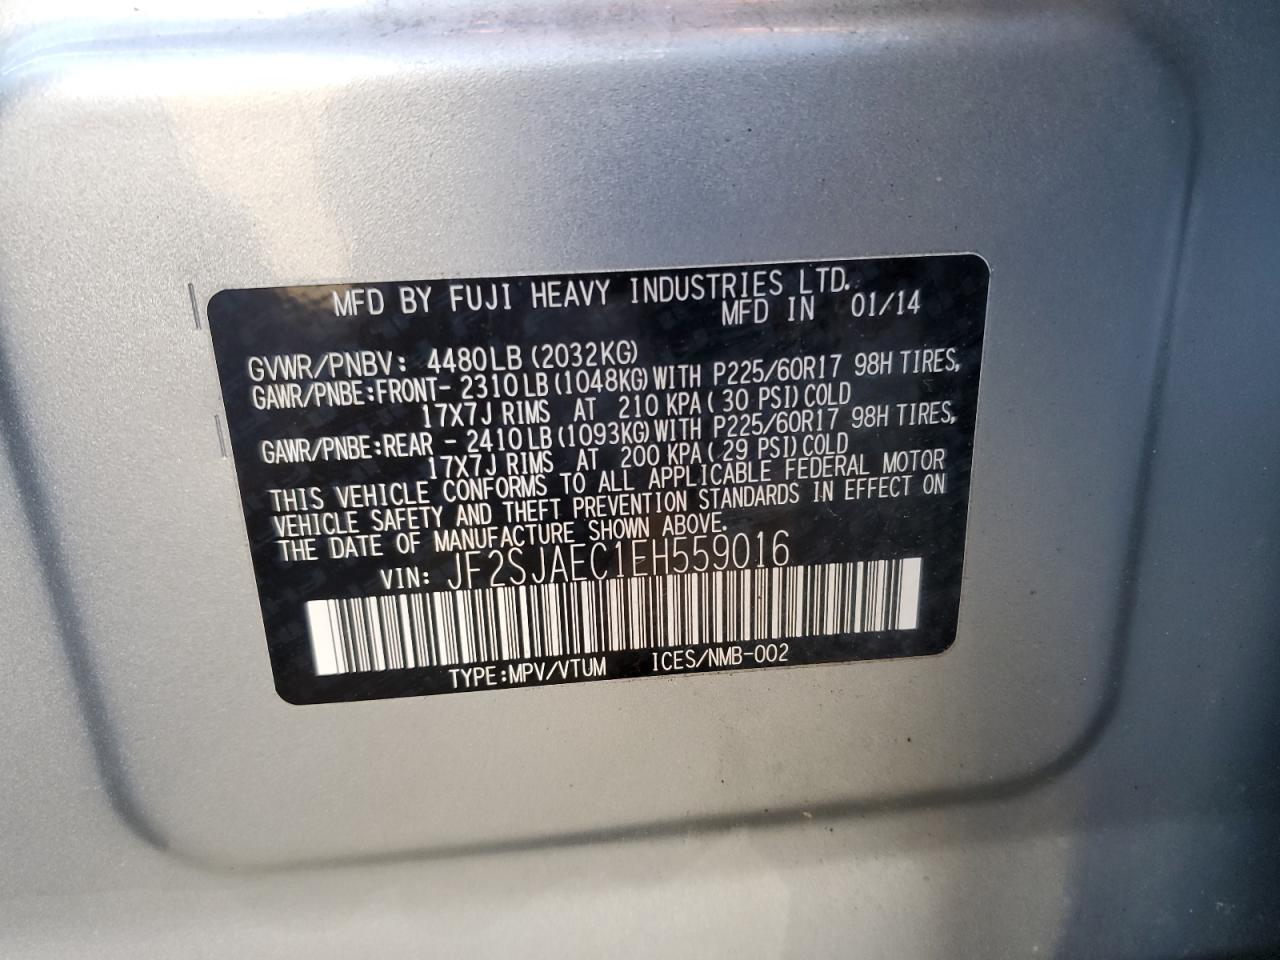 MFD BY FUJI HEAVY INDUSTRIES LTD.
MFD IN 01/14
GVWR/PNBV: 4480LB (2032KG)
GAWR/PNBE:FRONT- 2310LB (1048KG) WITH P225/60R17 98H TIRES,
17X7J RIMS AT 210 KPA ( 30 PSI) COLD
GAWR/PNBE:REAR - 2410LB (1093KG) WITH P225/60R17 98H TIRES,
17X7J RIMS AT 200 KPA ( 29 PSI) COLD
THIS VEHICLE CONFORMS TO ALL APPLICABLE FEDERAL MOTOR
VEHICLE SAFETY AND THEFT PREVENTION STANDARDS IN EFFECT ON
THE DATE OF MANUFACTURE SHOWN ABOVE.
VIN: JF2SJAEC1EH559016
TYPE:MPV/VTUM ICES/NMB-002